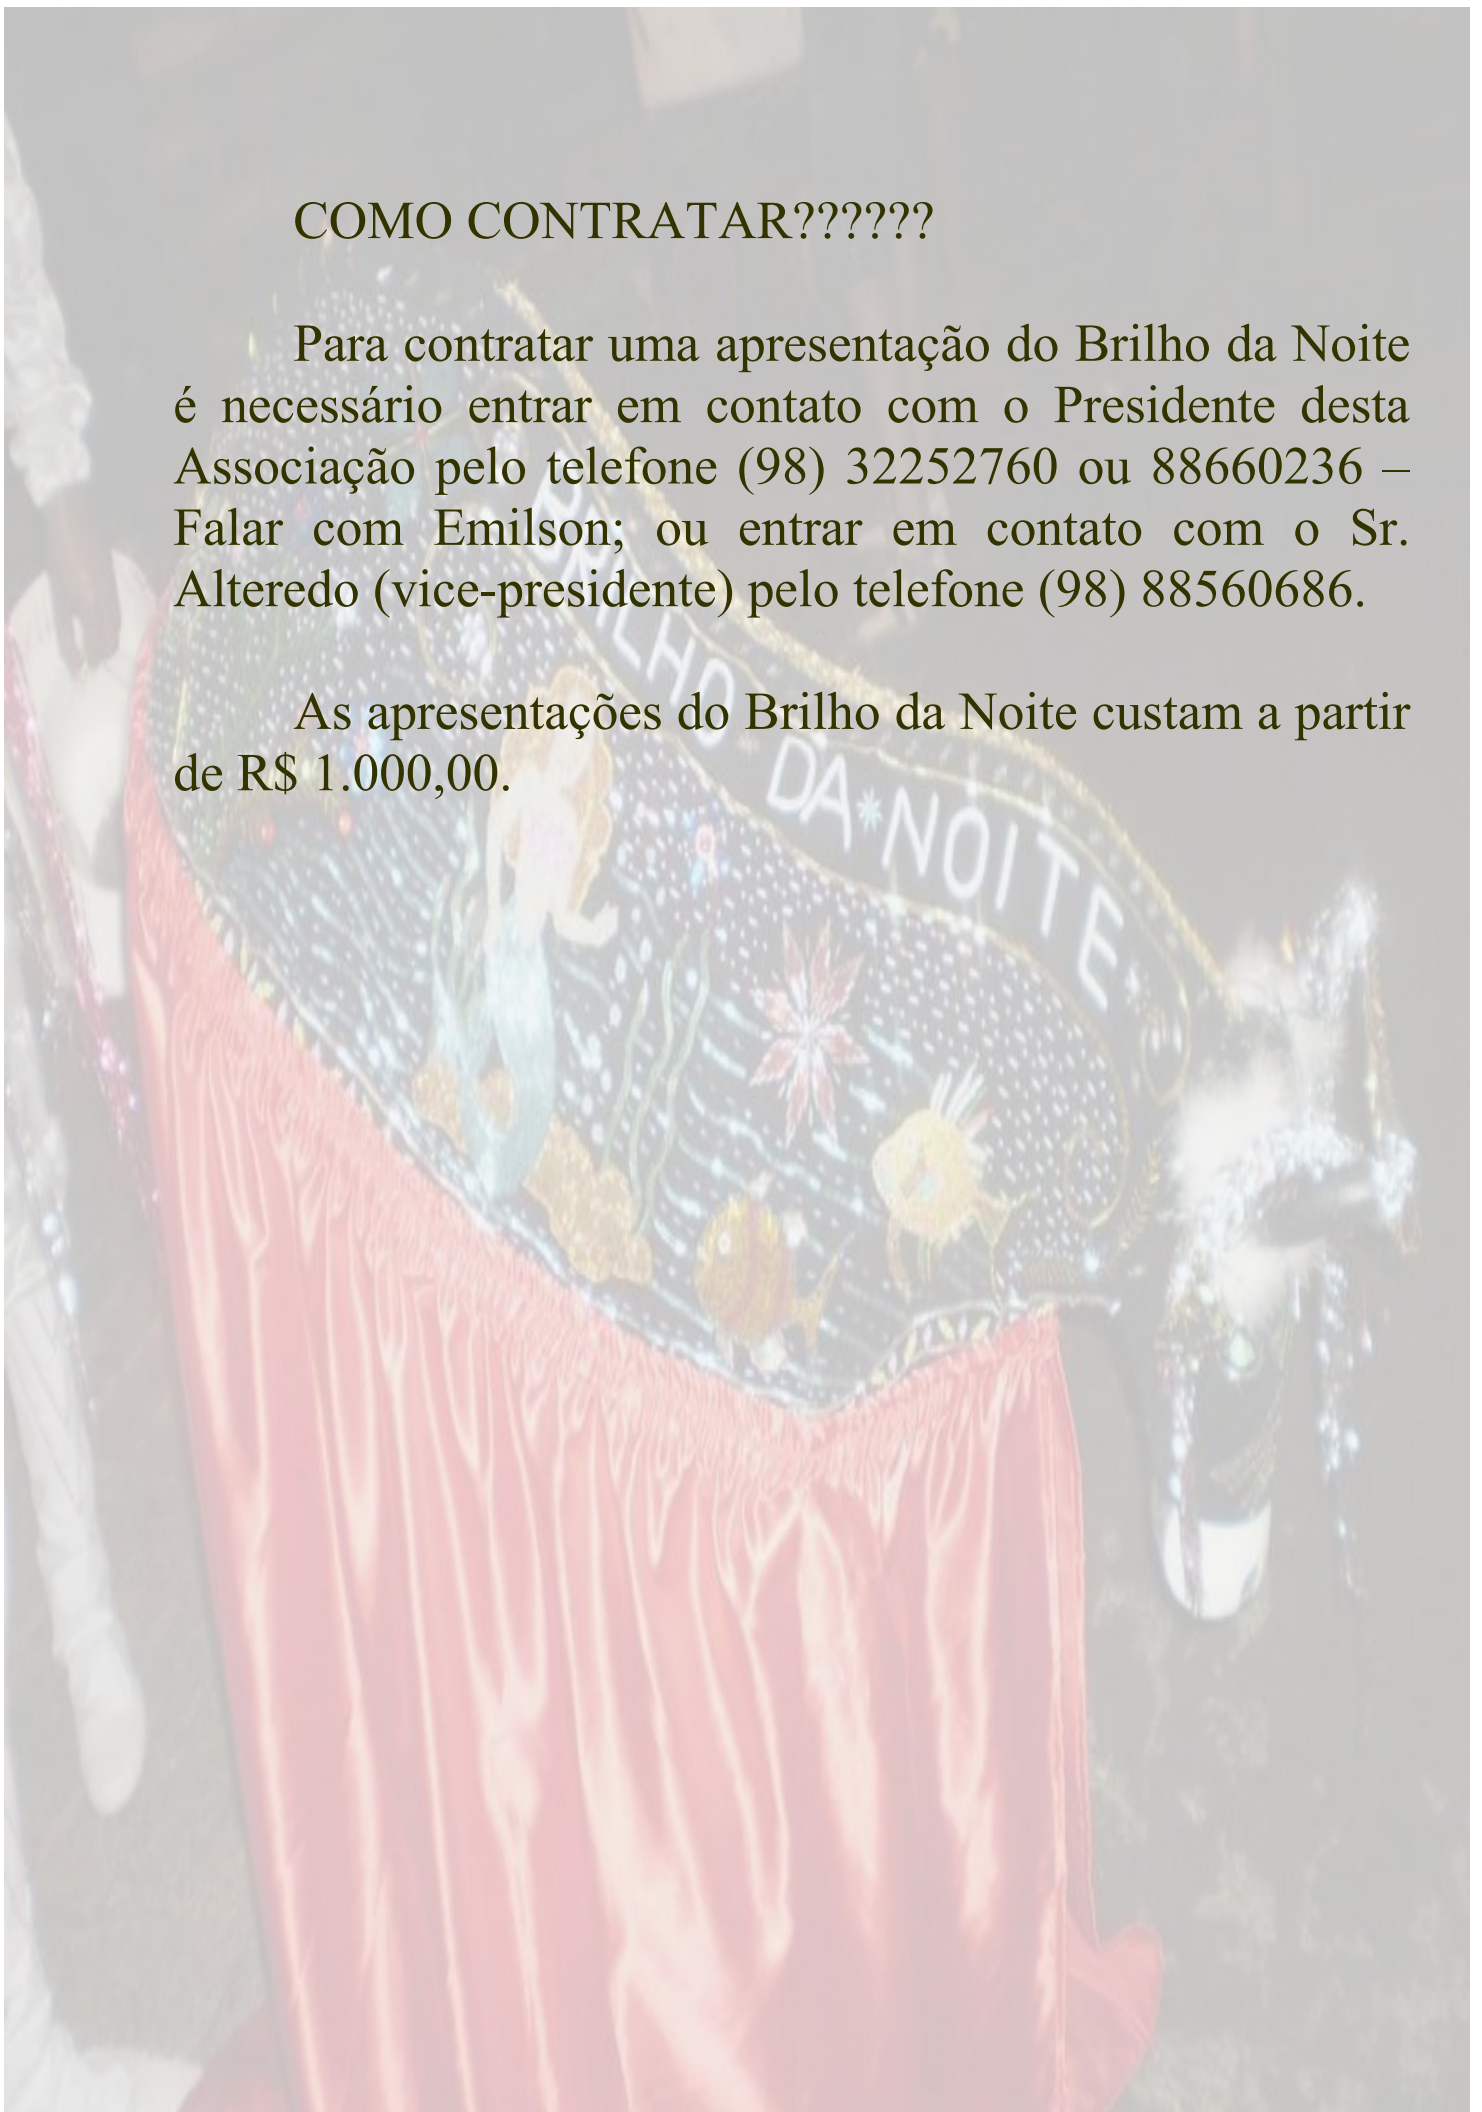 COMO CONTRATAR??????
Para contratar uma apresentação do Brilho da Noite
é necessário entrar em contato com o Presidente desta
Associação pelo telefone (98) 32252760 ou 88660236 –
Falar com Emilson; ou entrar em contato com o Sr.
Alteredo (vice-presidente) pelo telefone (98) 88560686.
As apresentações do Brilho da Noite custam a partir
de R$ 1.000,00.
BRILHO DA NOITE